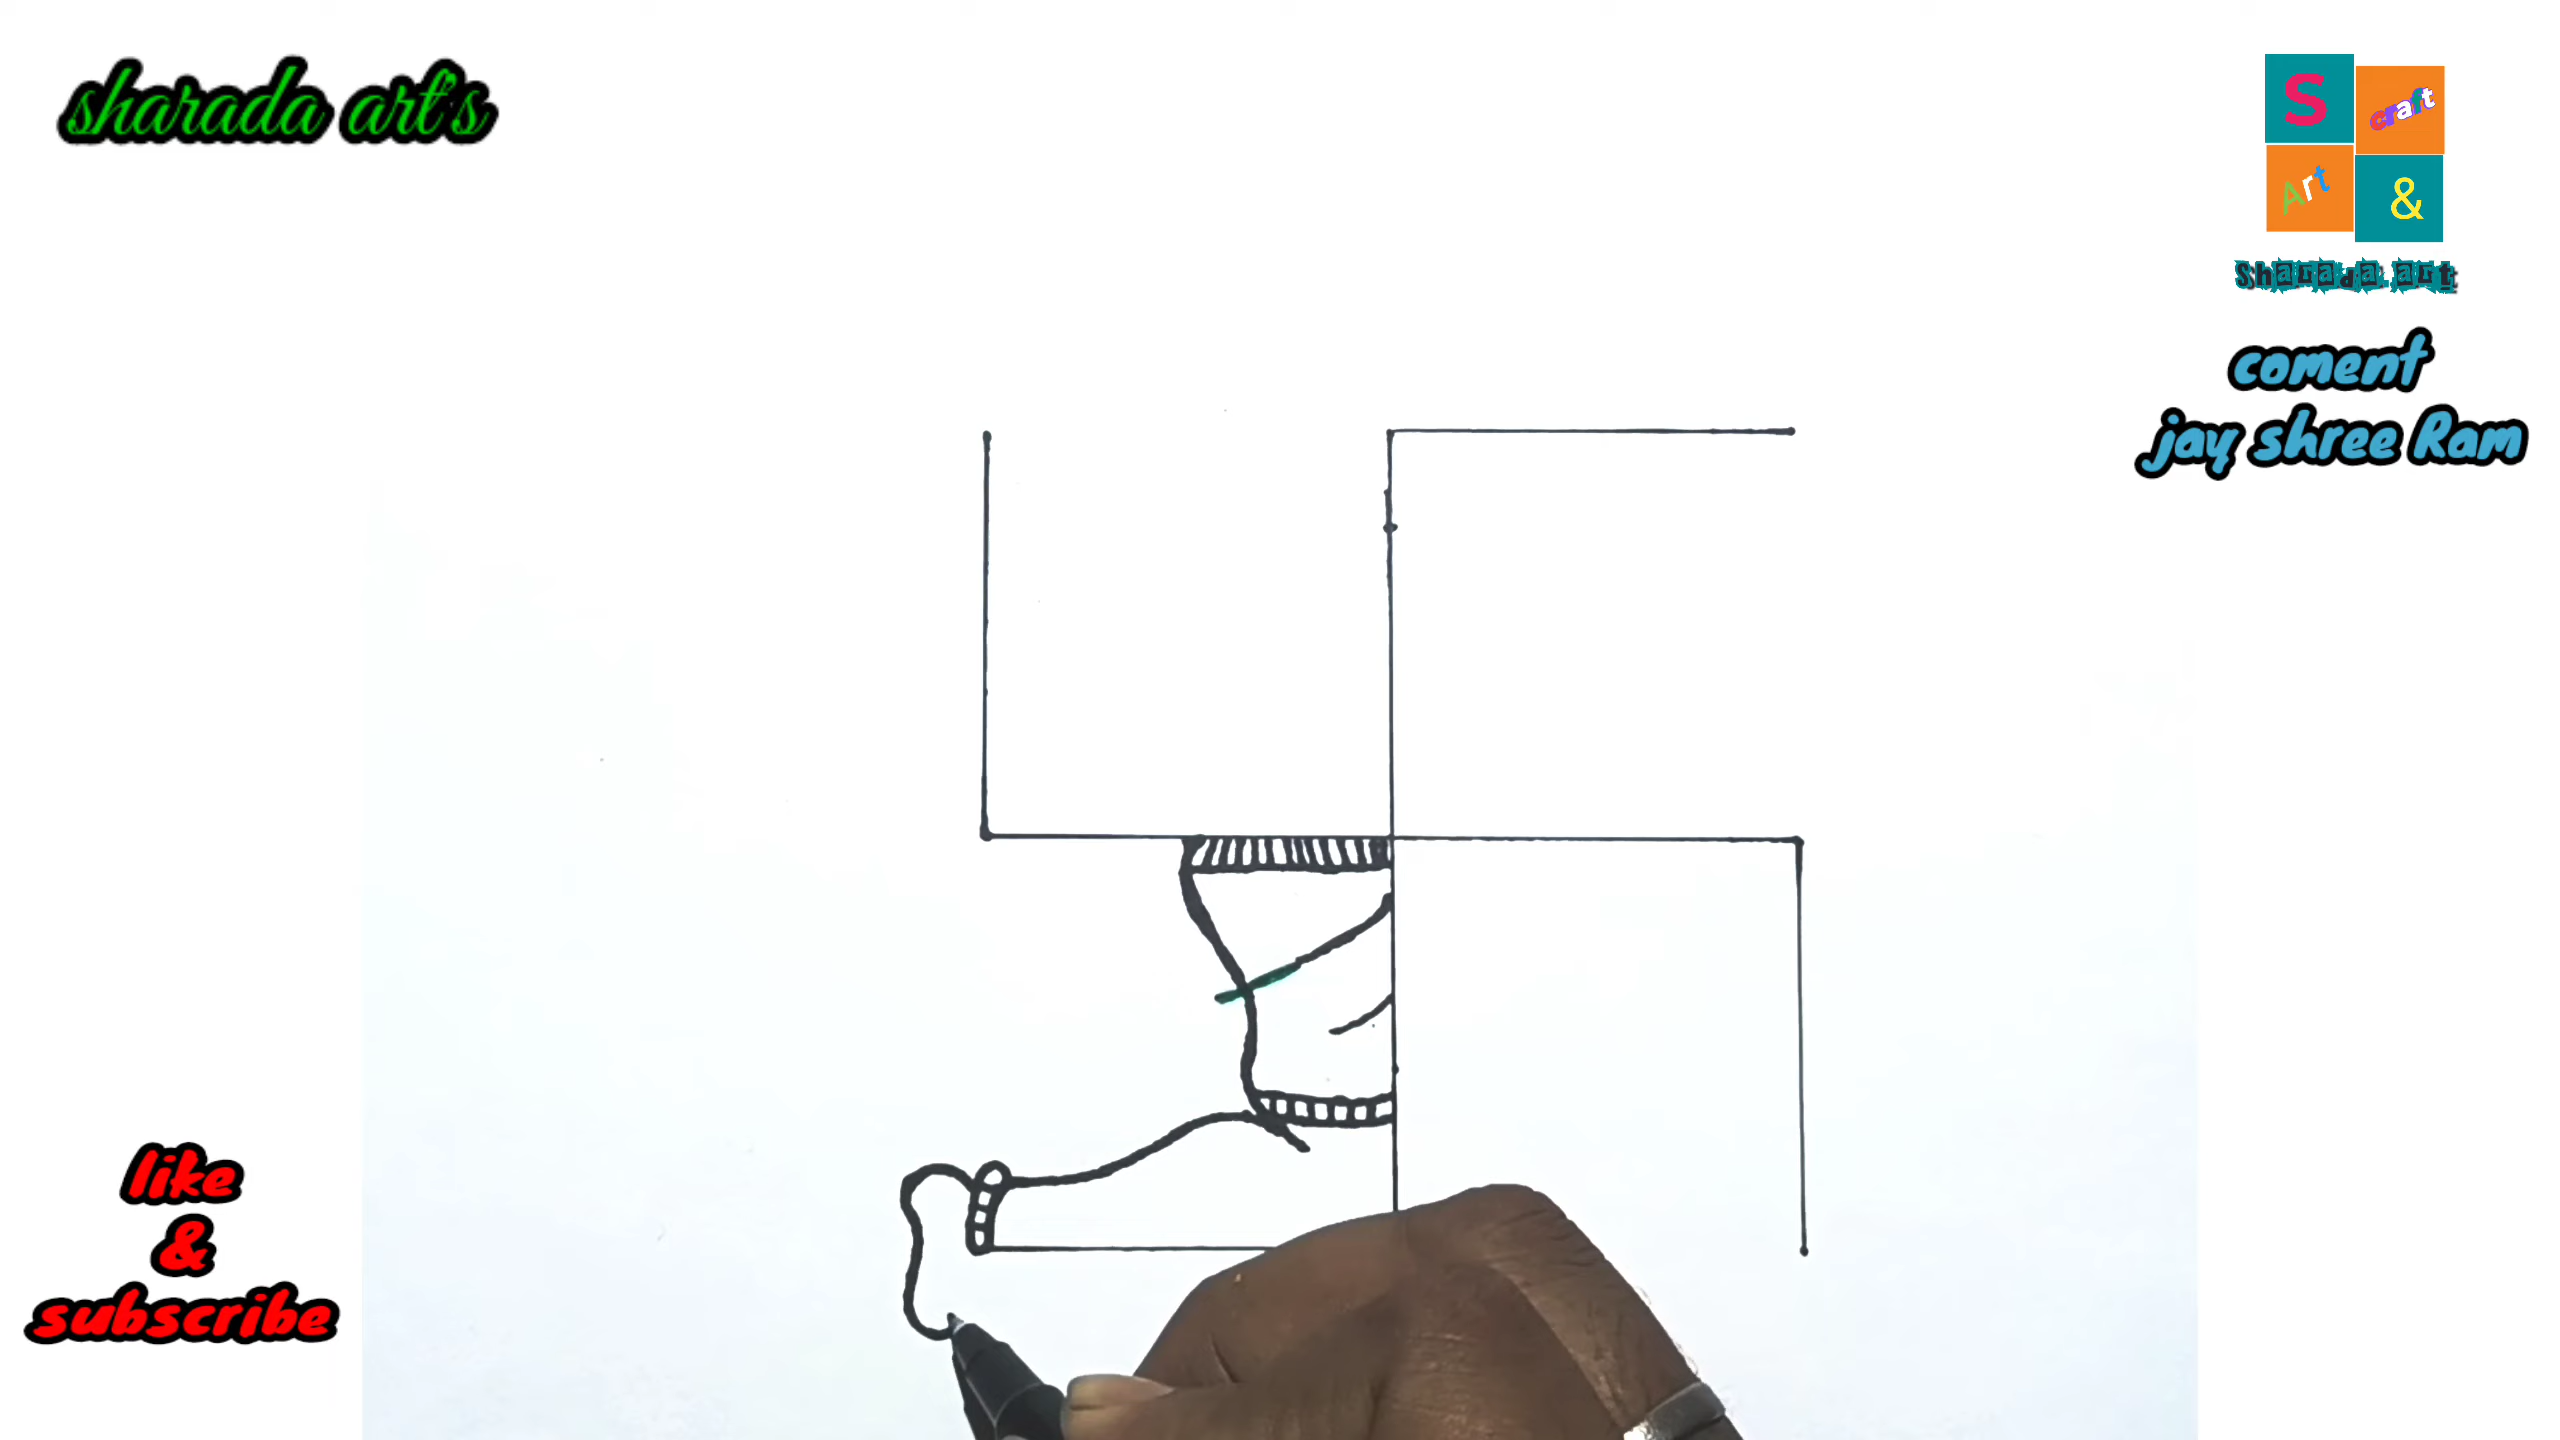 sharada art's
S craft
Art &
Sharada.art
coment
jay shree Ram
like
&
subscribe